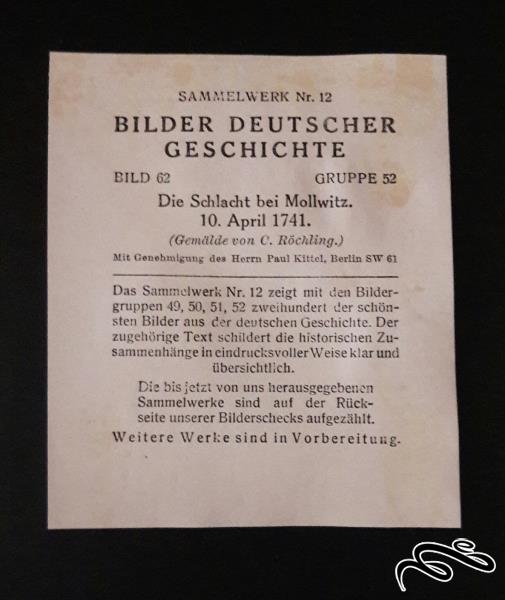 SAMMELWERK Nr. 12
BILDER DEUTSCHER
GESCHICHTE
BILD 62 GRUPPE 52
Die Schlacht bei Mollwitz.
10. April 1741.
(Gemälde von C. Röchling.)
Mit Genehmigung des Herrn Paul Kittel, Berlin SW 61
Das Sammelwerk Nr. 12 zeigt mit den Bilder-
gruppen 49, 50, 51, 52 zweihundert der schön-
sten Bilder aus der deutschen Geschichte. Der
zugehörige Text schildert die historischen Zu-
sammenhänge in eindrucksvoller Weise klar und
übersichtlich.
Die bis jetzt von uns herausgegebenen
Sammelwerke sind auf der Rück-
seite unserer Bilderschecks aufgezählt.
Weitere Werke sind in Vorbereitung.